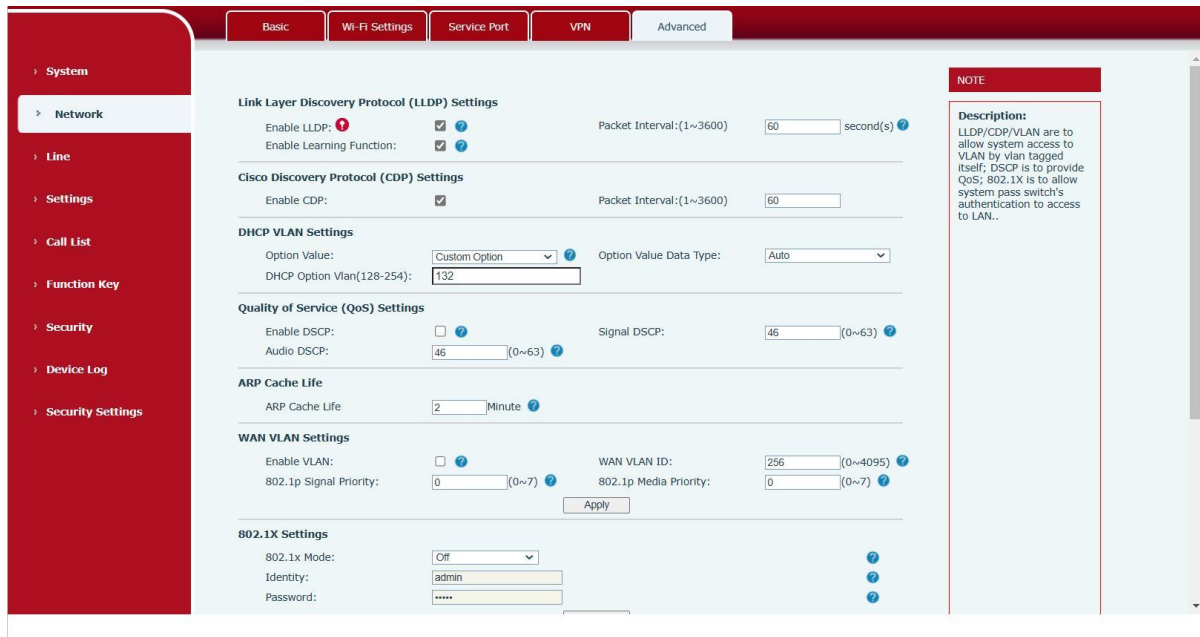 Basic Wi-Fi Settings Service Port VPN Advanced
› System
› Network
› Line
› Settings
› Call List
› Function Key
› Security
› Device Log
› Security Settings
Link Layer Discovery Protocol (LLDP) Settings
Enable LLDP: Packet Interval:(1~3600) 60 second(s)
Enable Learning Function:
Cisco Discovery Protocol (CDP) Settings
Enable CDP: Packet Interval:(1~3600) 60
DHCP VLAN Settings
Option Value: Custom Option Option Value Data Type: Auto
DHCP Option Vlan(128-254): 132
Quality of Service (QoS) Settings
Enable DSCP: Signal DSCP: 46 (0~63)
Audio DSCP: 46 (0~63)
ARP Cache Life
ARP Cache Life 2 Minute
WAN VLAN Settings
Enable VLAN: WAN VLAN ID: 256 (0~4095)
802.1p Signal Priority: 0 (0~7) 802.1p Media Priority: 0 (0~7)
Apply
802.1X Settings
802.1x Mode: Off
Identity: admin
Password: •••••
NOTE
Description:
LLDP/CDP/VLAN are to
allow system access to
VLAN by vlan tagged
itself; DSCP is to provide
QoS; 802.1X is to allow
system pass switch's
authentication to access
to LAN..